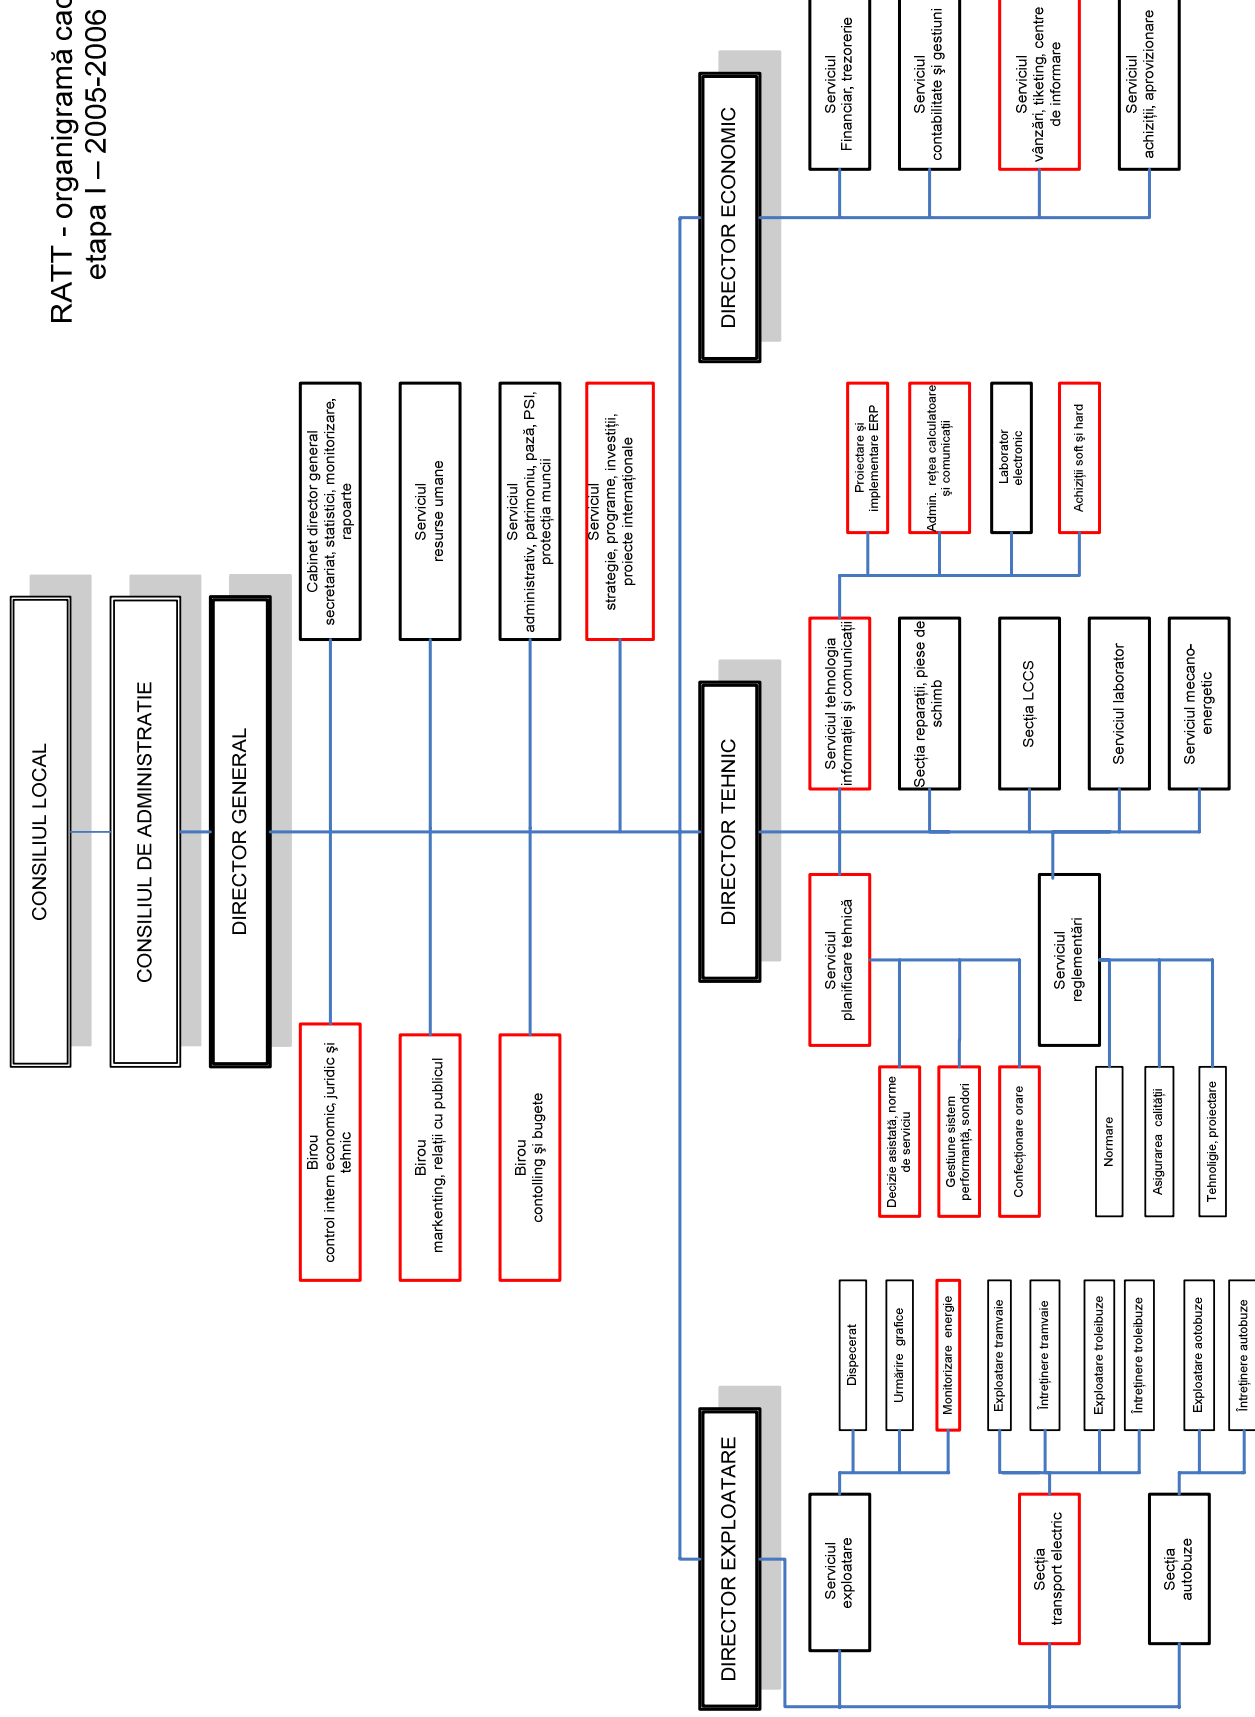 RATT - organigramă cad
etapa I – 2005-2006
CONSILIUL LOCAL
CONSILIUL DE ADMINISTRATIE
DIRECTOR GENERAL
Birou
control intern economic, juridic și
tehnic
Cabinet director general
secretariat, statistici, monitorizare,
rapoarte
Birou
markenting, relații cu publicul
Serviciul
resurse umane
Birou
contolling și bugete
Serviciul
administrativ, patrimoniu, pază, PSI,
protecția muncii
Serviciul
strategie, programe, investiții,
proiecte internaționale
DIRECTOR EXPLOATARE
DIRECTOR TEHNIC
DIRECTOR ECONOMIC
Serviciul
exploatare
Dispecerat
Urmărire grafice
Monitorizare energie
Secția
transport electric
Exploatare tramvaie
Întreținere tramvaie
Exploatare troleibuze
Întreținere troleibuze
Secția
autobuze
Exploatare aotobuze
Întreținere autobuze
Serviciul
planificare tehnică
Decizie asistată, norme
de serviciu
Gestiune sistem
performanță, sondori
Confecționare orare
Serviciul
reglementări
Normare
Asigurarea calității
Tehnoligie, proiectare
Serviciul tehnologia
informației și comunicații
Proiectare și
implementare ERP
Admin. rețea calculatoare
și comunicații
Laborator
electronic
Achiziții soft și hard
Secția reparații, piese de
schimb
Secția LCCS
Serviciul laborator
Serviciul mecano-
energetic
Serviciul
Financiar, trezorerie
Serviciul
contabilitate și gestiuni
Serviciul
vânzări, tiketing, centre
de informare
Serviciul
achiziții, aprovizionare